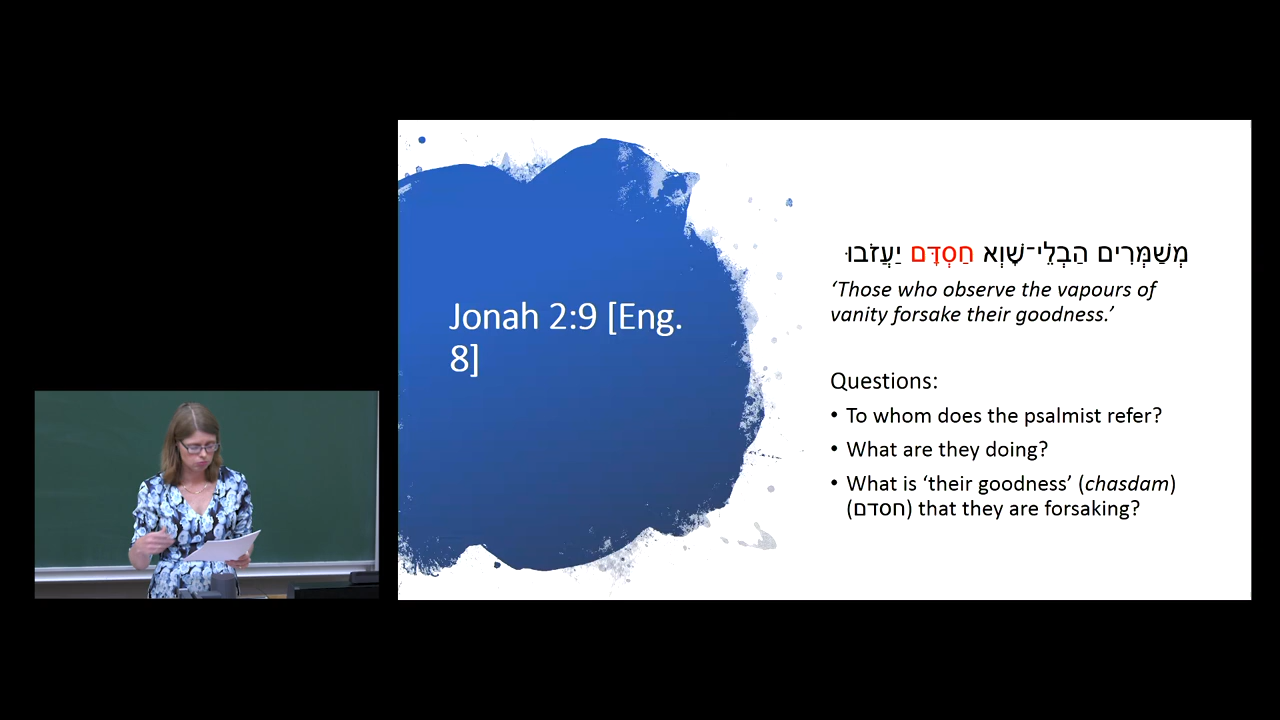 Jonah 2:9 [Eng.
8]
מְשַׁמְּרִים הַבְלֵי־שָׁוְא חַסְדָּם יַעֲזֹבוּ
‘Those who observe the vapours of
vanity forsake their goodness.’
Questions:
• To whom does the psalmist refer?
• What are they doing?
• What is ‘their goodness’ (chasdam)
(חסדם) that they are forsaking?